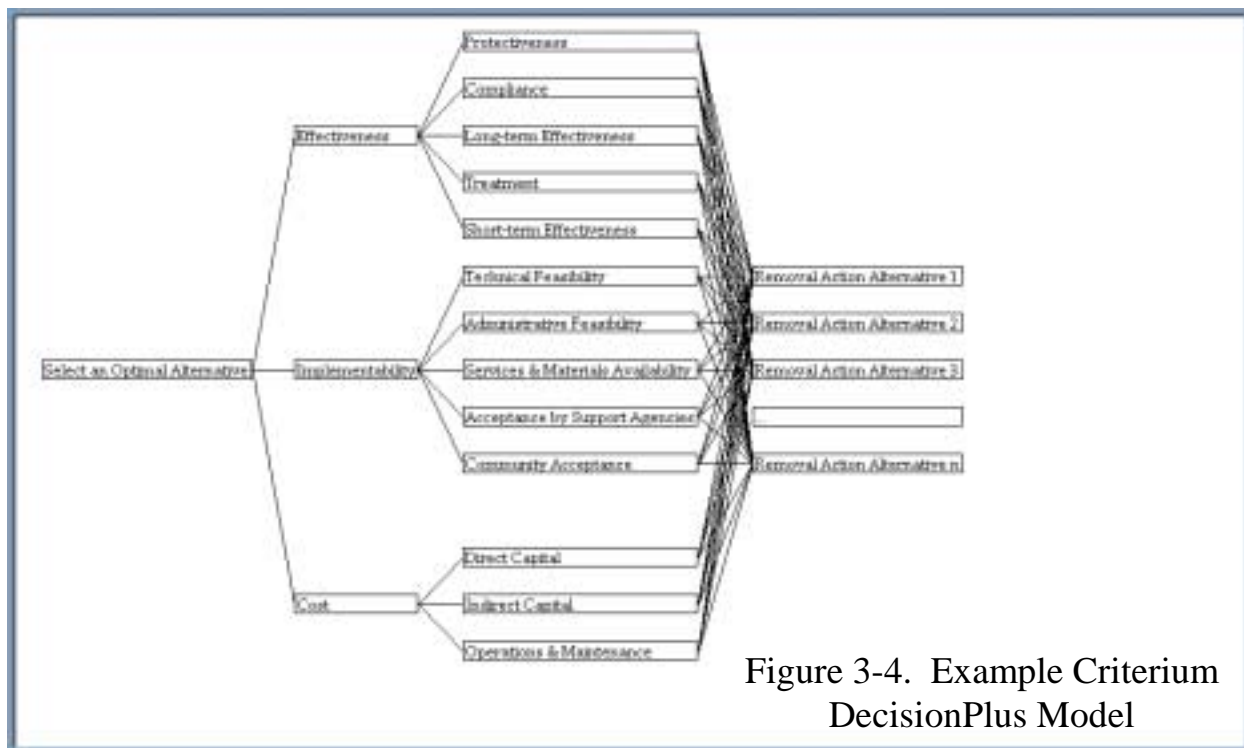 Protectiveness
Compliance
Effectiveness
Long-term Effectiveness
Treatment
Short-term Effectiveness
Technical Feasibility
Removal Action Alternative 1
Administrative Feasibility
Removal Action Alternative 2
Select an Optimal Alternative
Implementability
Services & Materials Availability
Removal Action Alternative 3
Acceptance by Support Agencies
Community Acceptance
Removal Action Alternative n
Direct Capital
Cost
Indirect Capital
Operations & Maintenance
Figure 3-4. Example Criterium
DecisionPlus Model